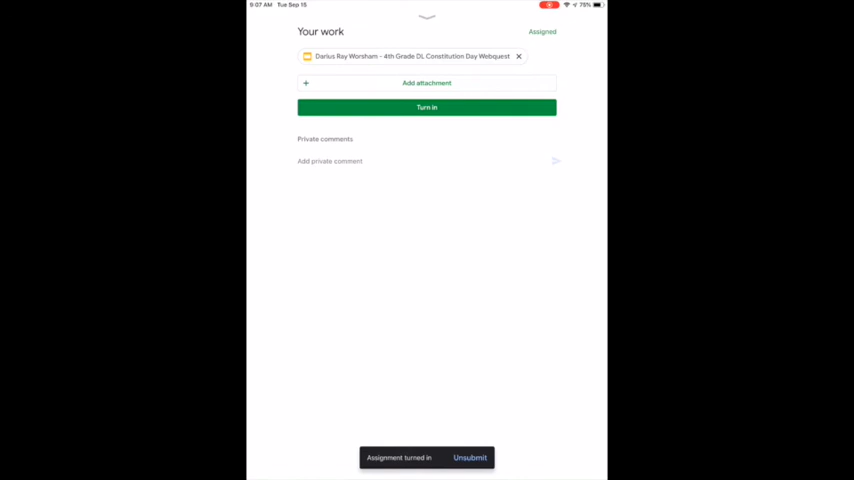 9:07 AM Tue Sep 15 75%
Your work Assigned
Darius Ray Worsham - 4th Grade DL Constitution Day Webquest
+ Add attachment
Turn in
Private comments
Add private comment
Assignment turned in Unsubmit